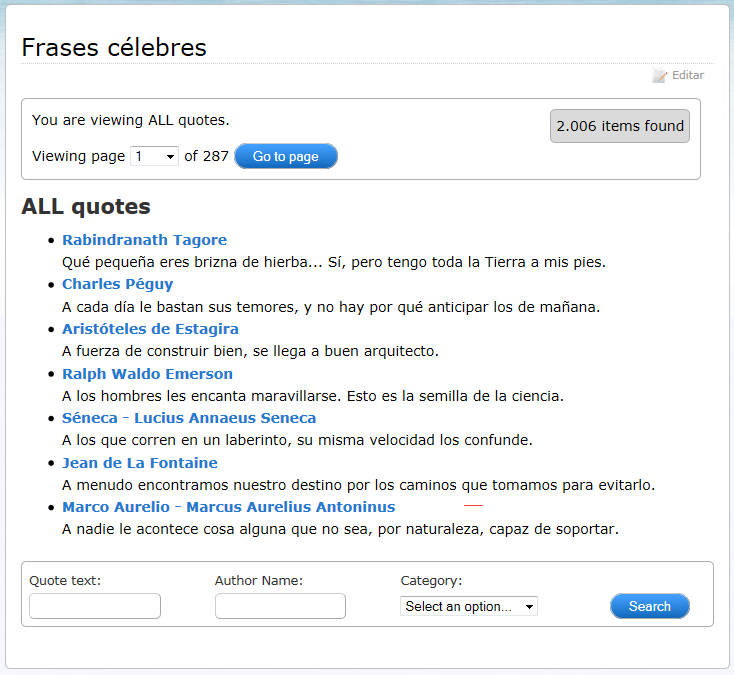 Frases célebres
Editar
You are viewing ALL quotes.
2.006 items found
Viewing page 1 of 287 Go to page
ALL quotes
Rabindranath Tagore
Qué pequeña eres brizna de hierba... Sí, pero tengo toda la Tierra a mis pies.
Charles Péguy
A cada día le bastan sus temores, y no hay por qué anticipar los de mañana.
Aristóteles de Estagira
A fuerza de construir bien, se llega a buen arquitecto.
Ralph Waldo Emerson
A los hombres les encanta maravillarse. Esto es la semilla de la ciencia.
Séneca - Lucius Annaeus Seneca
A los que corren en un laberinto, su misma velocidad los confunde.
Jean de La Fontaine
A menudo encontramos nuestro destino por los caminos que tomamos para evitarlo.
Marco Aurelio - Marcus Aurelius Antoninus
A nadie le acontece cosa alguna que no sea, por naturaleza, capaz de soportar.
Quote text: Author Name: Category:
Select an option... Search